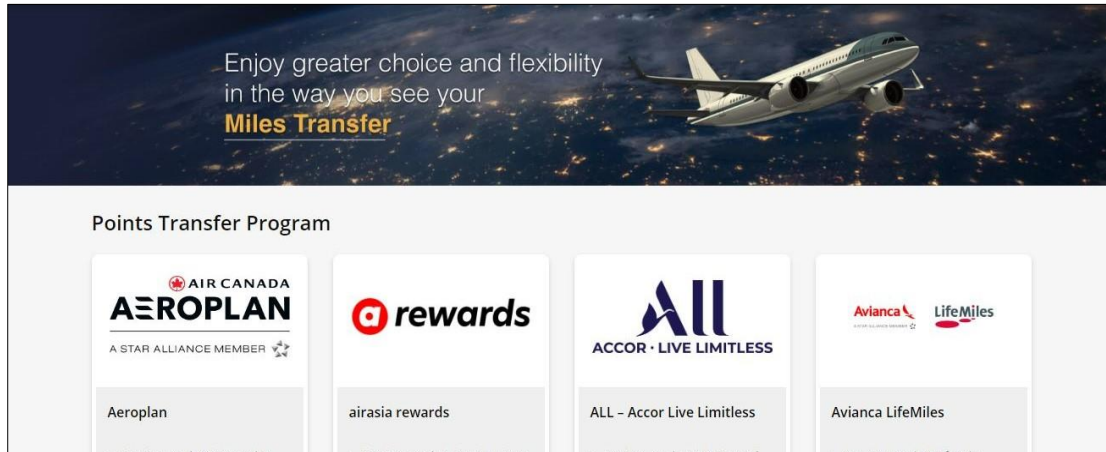 Enjoy greater choice and flexibility
in the way you see your
Miles Transfer
Points Transfer Program
AIR CANADA
AEROPLAN
A STAR ALLIANCE MEMBER
a rewards
ALL
ACCOR · LIVE LIMITLESS
Avianca
LifeMiles
Aeroplan
airasia rewards
ALL – Accor Live Limitless
Avianca LifeMiles